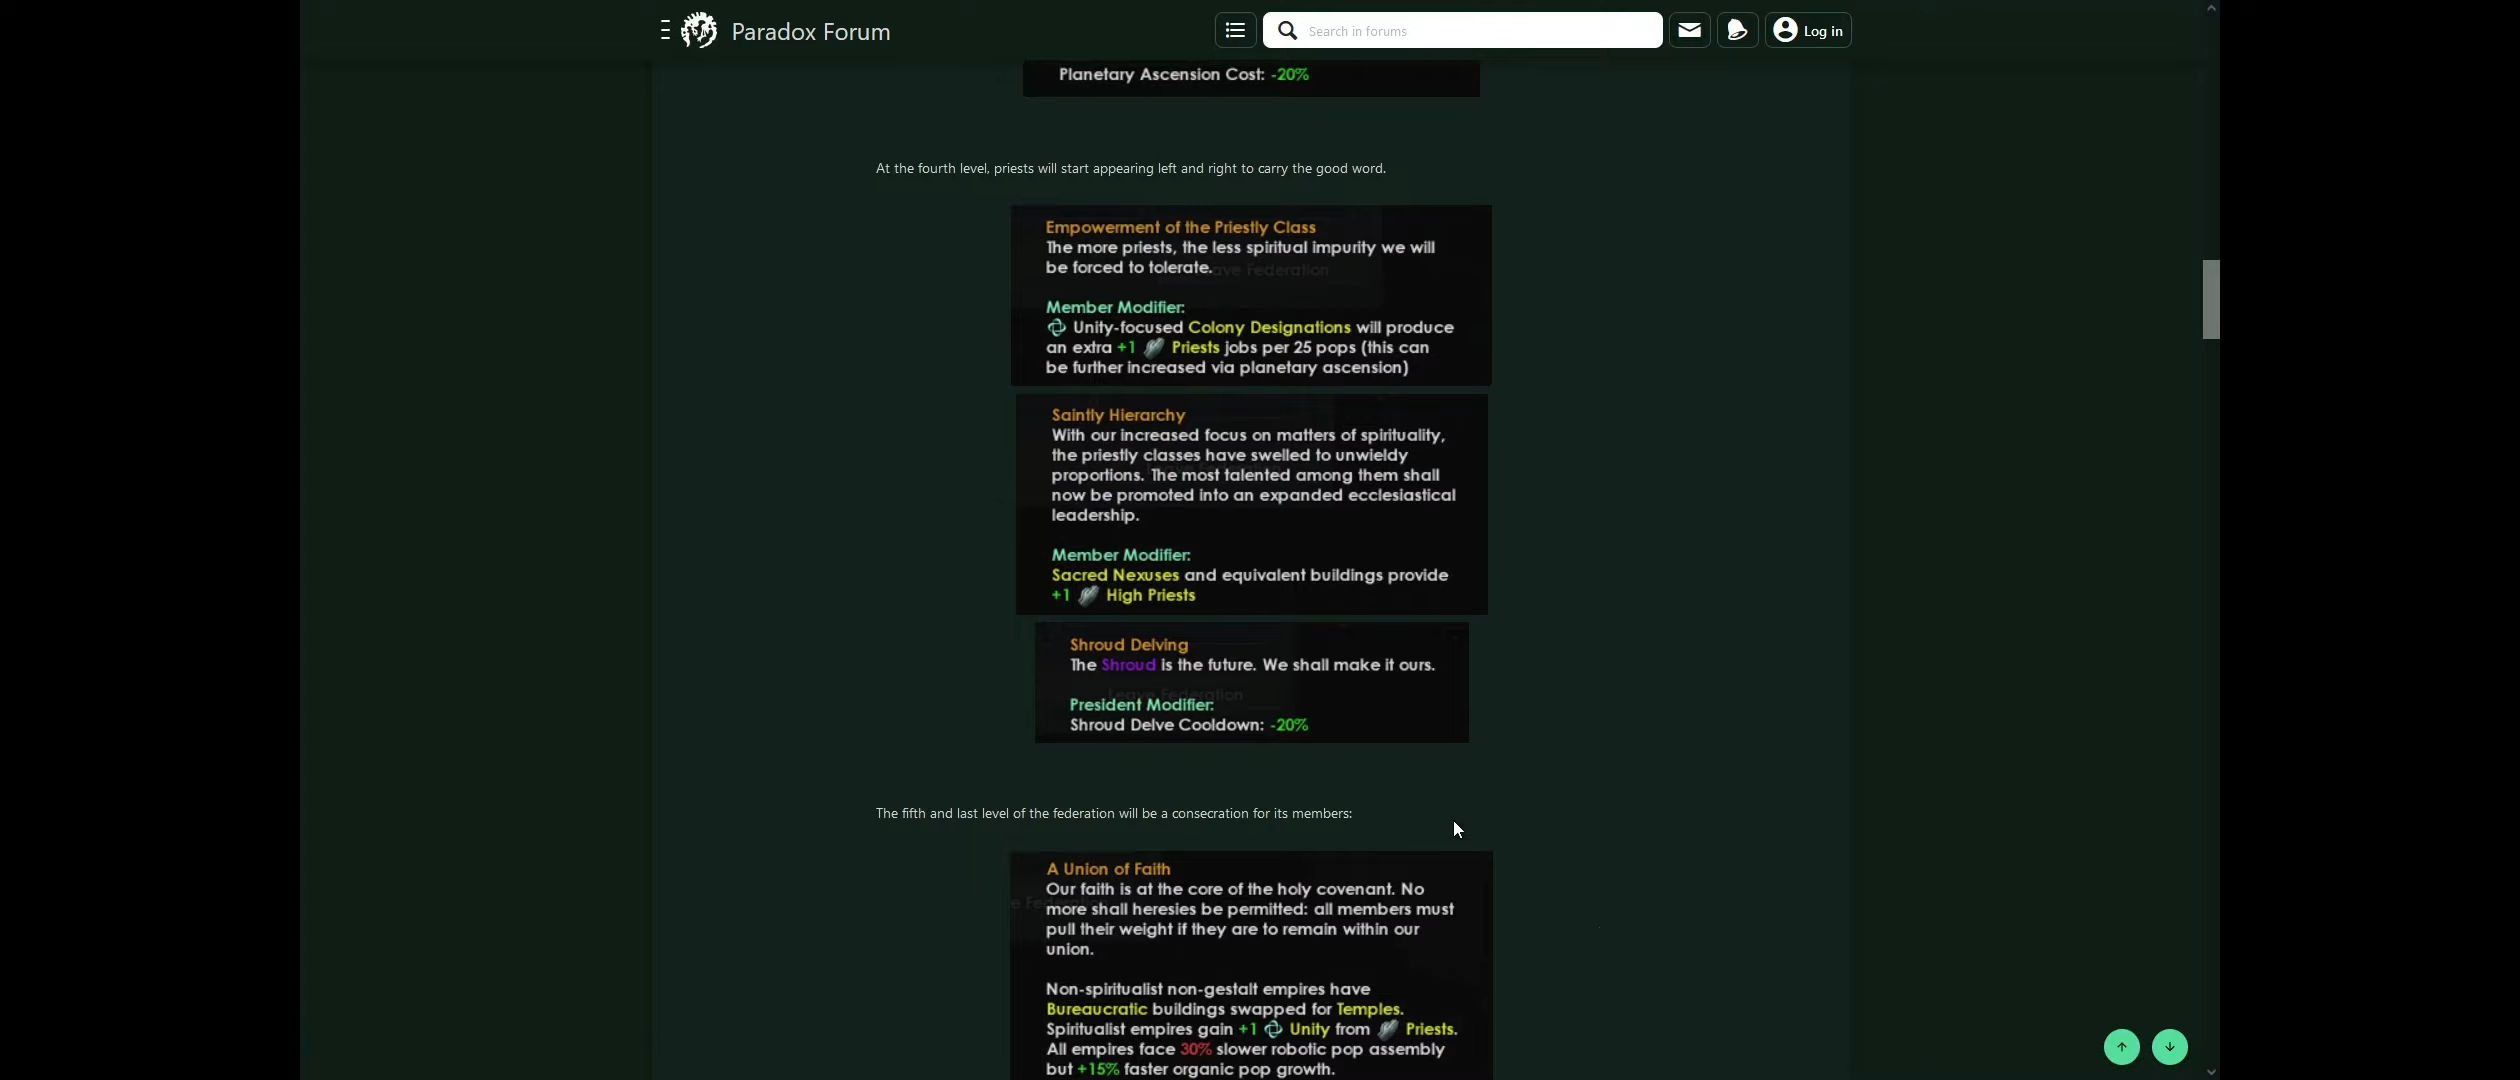 Paradox Forum
Search in forums
Log in
Planetary Ascension Cost: -20%
At the fourth level, priests will start appearing left and right to carry the good word.
Empowerment of the Priestly Class
The more priests, the less spiritual impurity we will
be forced to tolerate.
ave Federation
Member Modifier:
Unity-focused Colony Designations will produce
an extra +1 Priests jobs per 25 pops (this can
be further increased via planetary ascension)
Saintly Hierarchy
With our increased focus on matters of spirituality,
the priestly classes have swelled to unwieldy
proportions. The most talented among them shall
now be promoted into an expanded ecclesiastical
leadership.
Member Modifier:
Sacred Nexuses and equivalent buildings provide
+1 High Priests
Shroud Delving
The Shroud is the future. We shall make it ours.
Leave Federation
President Modifier:
Shroud Delve Cooldown: -20%
The fifth and last level of the federation will be a consecration for its members:
A Union of Faith
Our faith is at the core of the holy covenant. No
more shall heresies be permitted: all members must
pull their weight if they are to remain within our
union.
Non-spiritualist non-gestalt empires have
Bureaucratic buildings swapped for Temples.
Spiritualist empires gain +1 Unity from Priests.
All empires face 30% slower robotic pop assembly
but +15% faster organic pop growth.